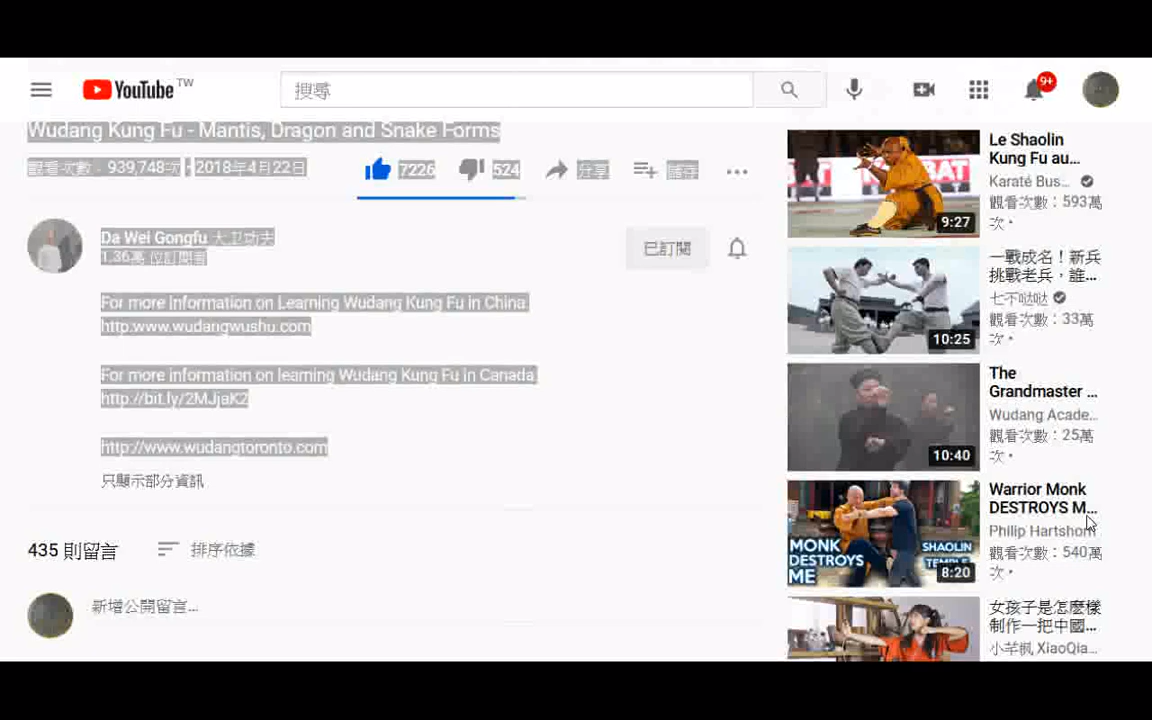 YouTube TW
搜尋
9+
Wudang Kung Fu - Mantis, Dragon and Snake Forms
觀看次數：939,748次 • 2018年4月22日
7226
524
分享
儲存
Da Wei Gongfu 大卫功夫
1.36萬 位訂閱者
已訂閱
For more information on Learning Wudang Kung Fu in China
http:www.wudangwushu.com
For more information on learning Wudang Kung Fu in Canada
http://bit.ly/2MJjaK2
http://www.wudangtoronto.com
只顯示部分資訊
435 則留言
排序依據
新增公開留言...
9:27
Le Shaolin
Kung Fu au...
Karaté Bus...
觀看次數：593萬
次 •
10:25
一戰成名！新兵
挑戰老兵，誰...
七不哒哒
觀看次數：33萬
次 •
10:40
The
Grandmaster ...
Wudang Acade...
觀看次數：25萬
次 •
MONK
DESTROYS
ME
SHAOLIN
TEMPLE
8:20
Warrior Monk
DESTROYS M...
Philip Hartshorn
觀看次數：540萬
次 •
女孩子是怎麼樣
制作一把中國...
小芊枫 XiaoQia...